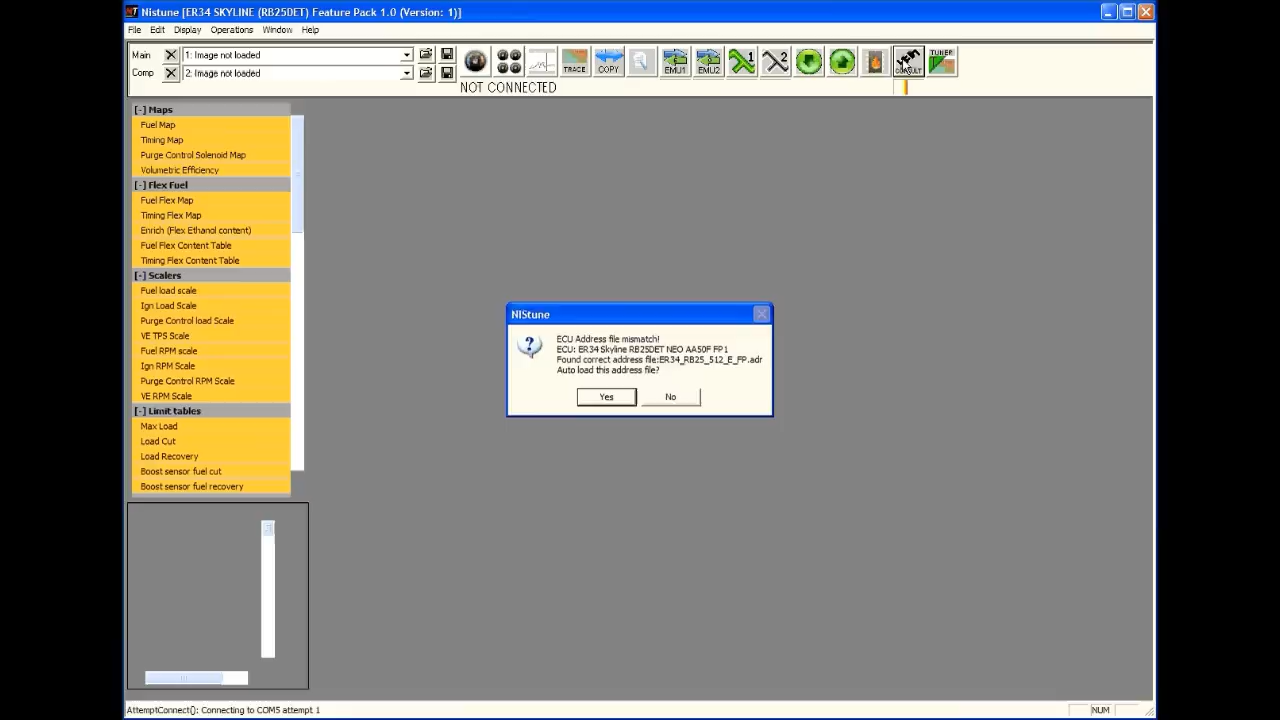 Nistune [ER34 SKYLINE (RB25DET) Feature Pack 1.0 (Version: 1)]
File Edit Display Operations Window Help
Main 1: Image not loaded
Comp 2: Image not loaded
TRACE COPY EMU1 EMU2 1 2 CONSULT TUNER
NOT CONNECTED
[-] Maps
Fuel Map
Timing Map
Purge Control Solenoid Map
Volumetric Efficiency
[-] Flex Fuel
Fuel Flex Map
Timing Flex Map
Enrich (Flex Ethanol content)
Fuel Flex Content Table
Timing Flex Content Table
[-] Scalers
Fuel load scale
Ign Load Scale
Purge Control load Scale
VE TPS Scale
Fuel RPM scale
Ign RPM Scale
Purge Control RPM Scale
VE RPM Scale
[-] Limit tables
Max Load
Load Cut
Load Recovery
Boost sensor fuel cut
Boost sensor fuel recovery
NIStune
ECU Address file mismatch!
ECU: ER34 Skyline RB25DET NEO AA50F FP1
Found correct address file:ER34_RB25_512_E_FP.adr
Auto load this address file?
Yes No
AttemptConnect(): Connecting to COM5 attempt 1
NUM